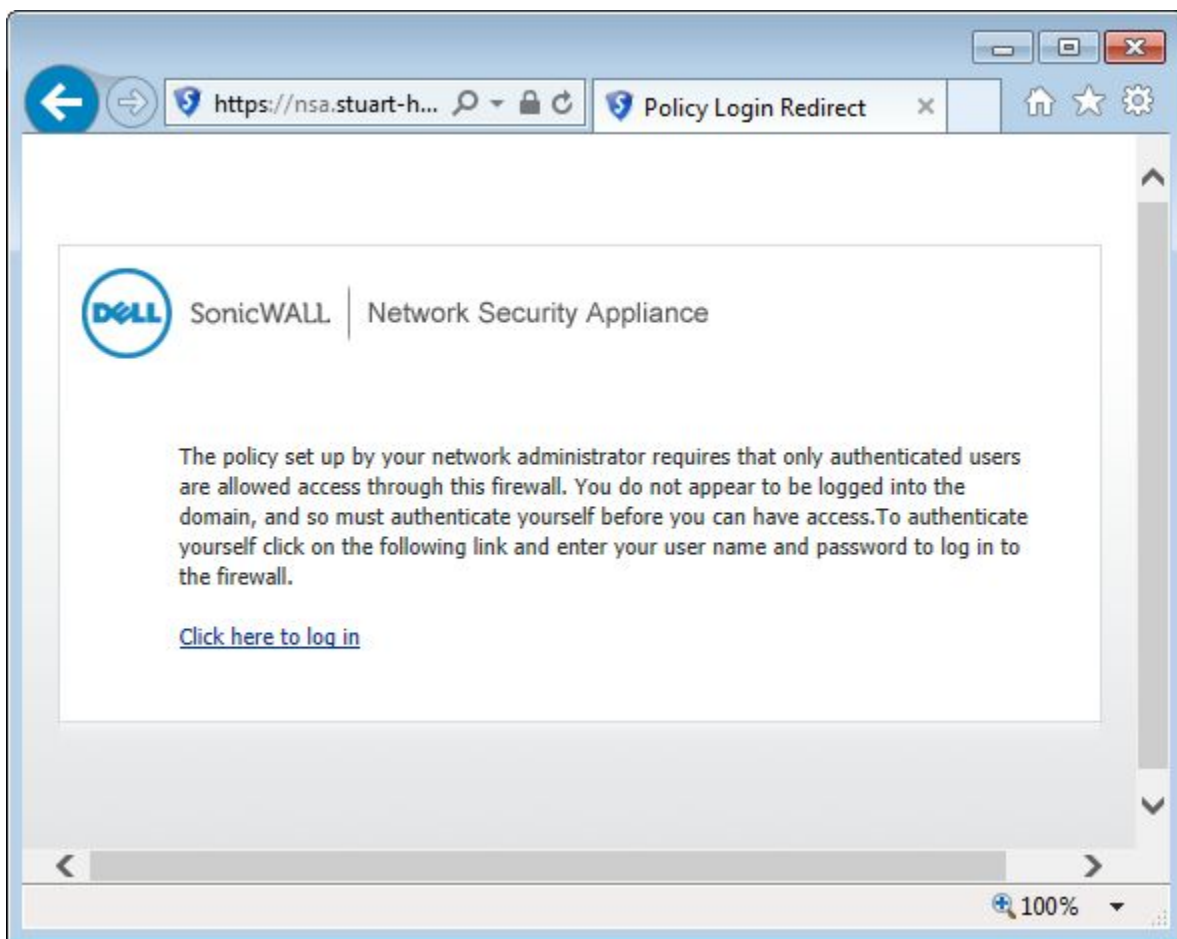 https://nsa.stuart-h...
Policy Login Redirect
DELL
SonicWALL | Network Security Appliance
The policy set up by your network administrator requires that only authenticated users
are allowed access through this firewall. You do not appear to be logged into the
domain, and so must authenticate yourself before you can have access.To authenticate
yourself click on the following link and enter your user name and password to log in to
the firewall.
Click here to log in
100%